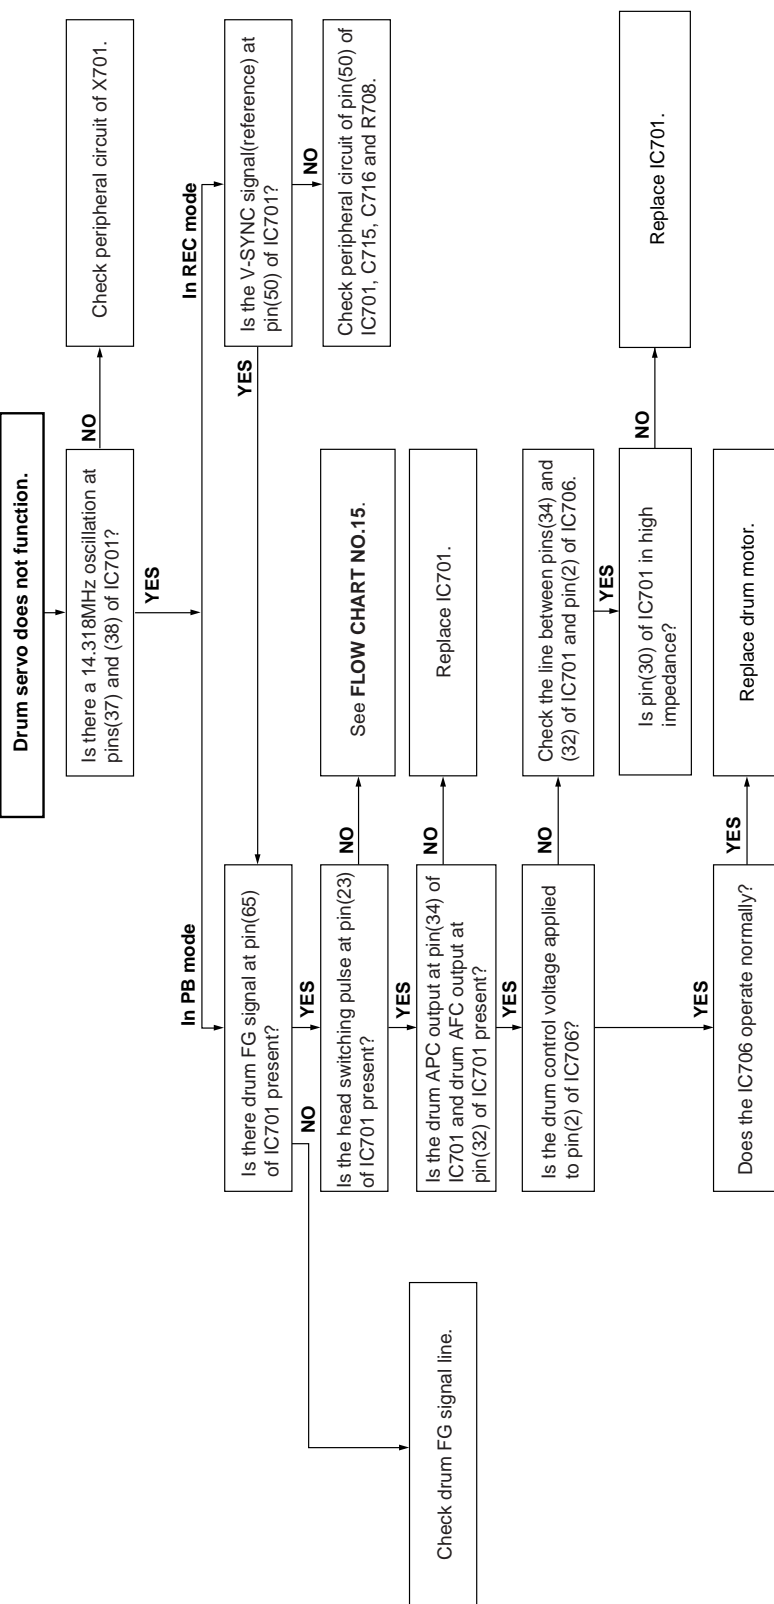 Drum servo does not function.
Is there a 14.318MHz oscillation at
pins(37) and (38) of IC701?
NO
Check peripheral circuit of X701.
YES
In PB mode
In REC mode
Is the V-SYNC signal(reference) at
pin(50) of IC701?
NO
Check peripheral circuit of pin(50) of
IC701, C715, C716 and R708.
YES
Is there drum FG signal at pin(65)
of IC701 present?
NO
Check drum FG signal line.
YES
Is the head switching pulse at pin(23)
of IC701 present?
NO
See FLOW CHART NO.15.
YES
Is the drum APC output at pin(34) of
IC701 and drum AFC output at
pin(32) of IC701 present?
NO
Replace IC701.
YES
Is the drum control voltage applied
to pin(2) of IC706?
NO
Check the line between pins(34) and
(32) of IC701 and pin(2) of IC706.
YES
Is pin(30) of IC701 in high
impedance?
NO
Replace IC701.
YES
Does the IC706 operate normally?
YES
Replace drum motor.